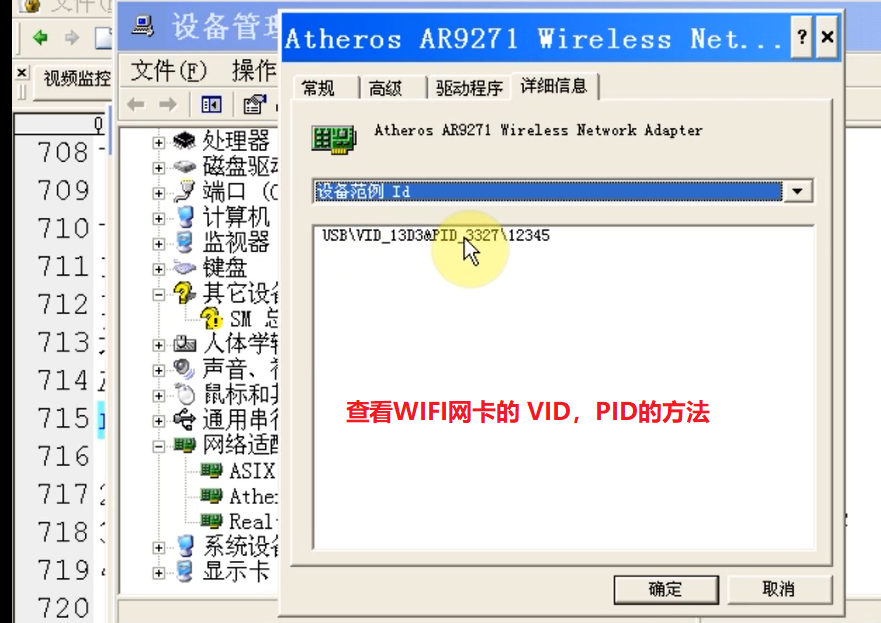 文件(
设备管理
Atheros AR9271 Wireless Net...
文件(F) 操作
视频监控
常规
高级
驱动程序
详细信息
Atheros AR9271 Wireless Network Adapter
设备范例 Id
USB\VID_13D3&PID_3327\12345
处理器
磁盘驱动
端口 (C
计算机
监视器
键盘
其它设备
SM 总
人体学输
声音、视
鼠标和其
通用串行
网络适配
ASIX
Ather
Realt
系统设备
显示卡
708
709
710
711
712
713
714
715
716
717
718
719
720
查看WIFI网卡的 VID，PID的方法
确定
取消